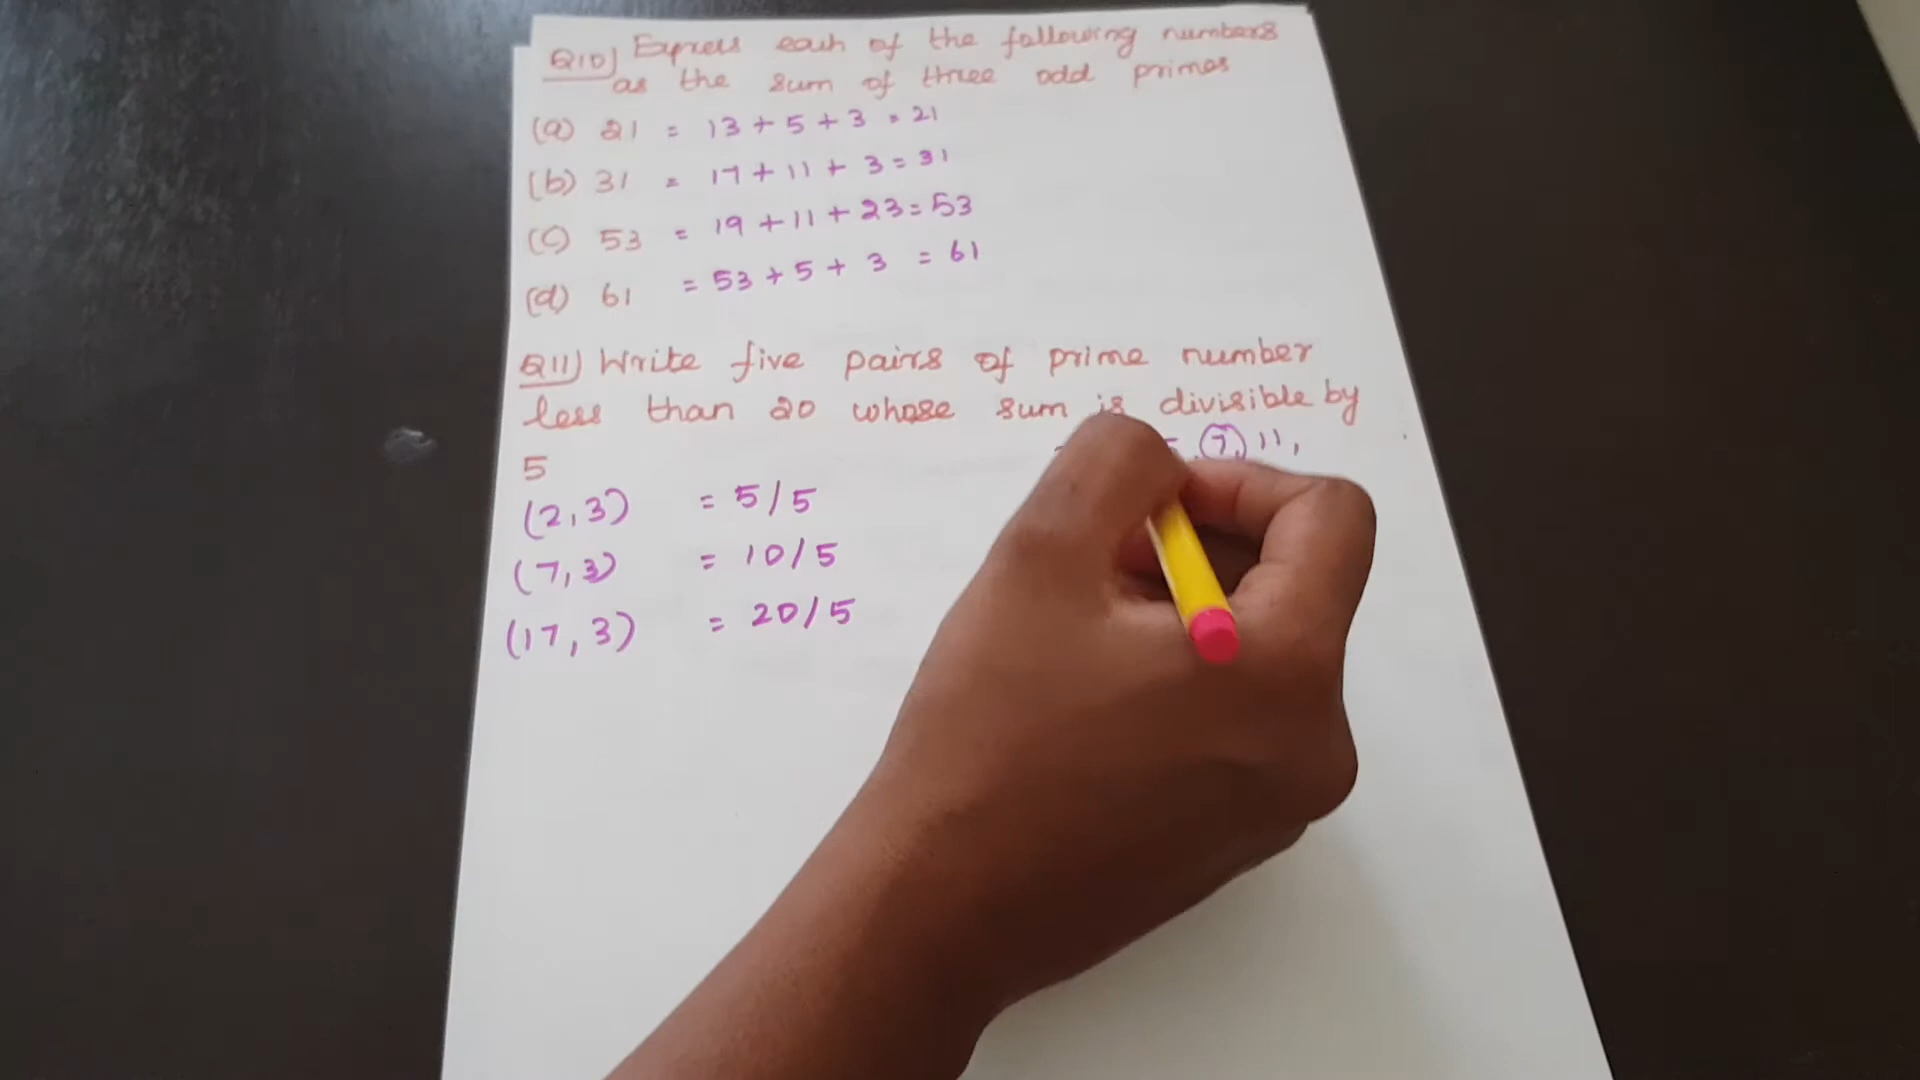 Q10) Express each of the following numbers
as the sum of three odd primes
(a) 21 = 13 + 5 + 3 = 21
(b) 31 = 17 + 11 + 3 = 31
(c) 53 = 19 + 11 + 23 = 53
(d) 61 = 53 + 5 + 3 = 61
Q11) Write five pairs of prime number
less than 20 whose sum is divisible by
5
7, 11,
(2,3) = 5/5
(7,3) = 10/5
(17,3) = 20/5